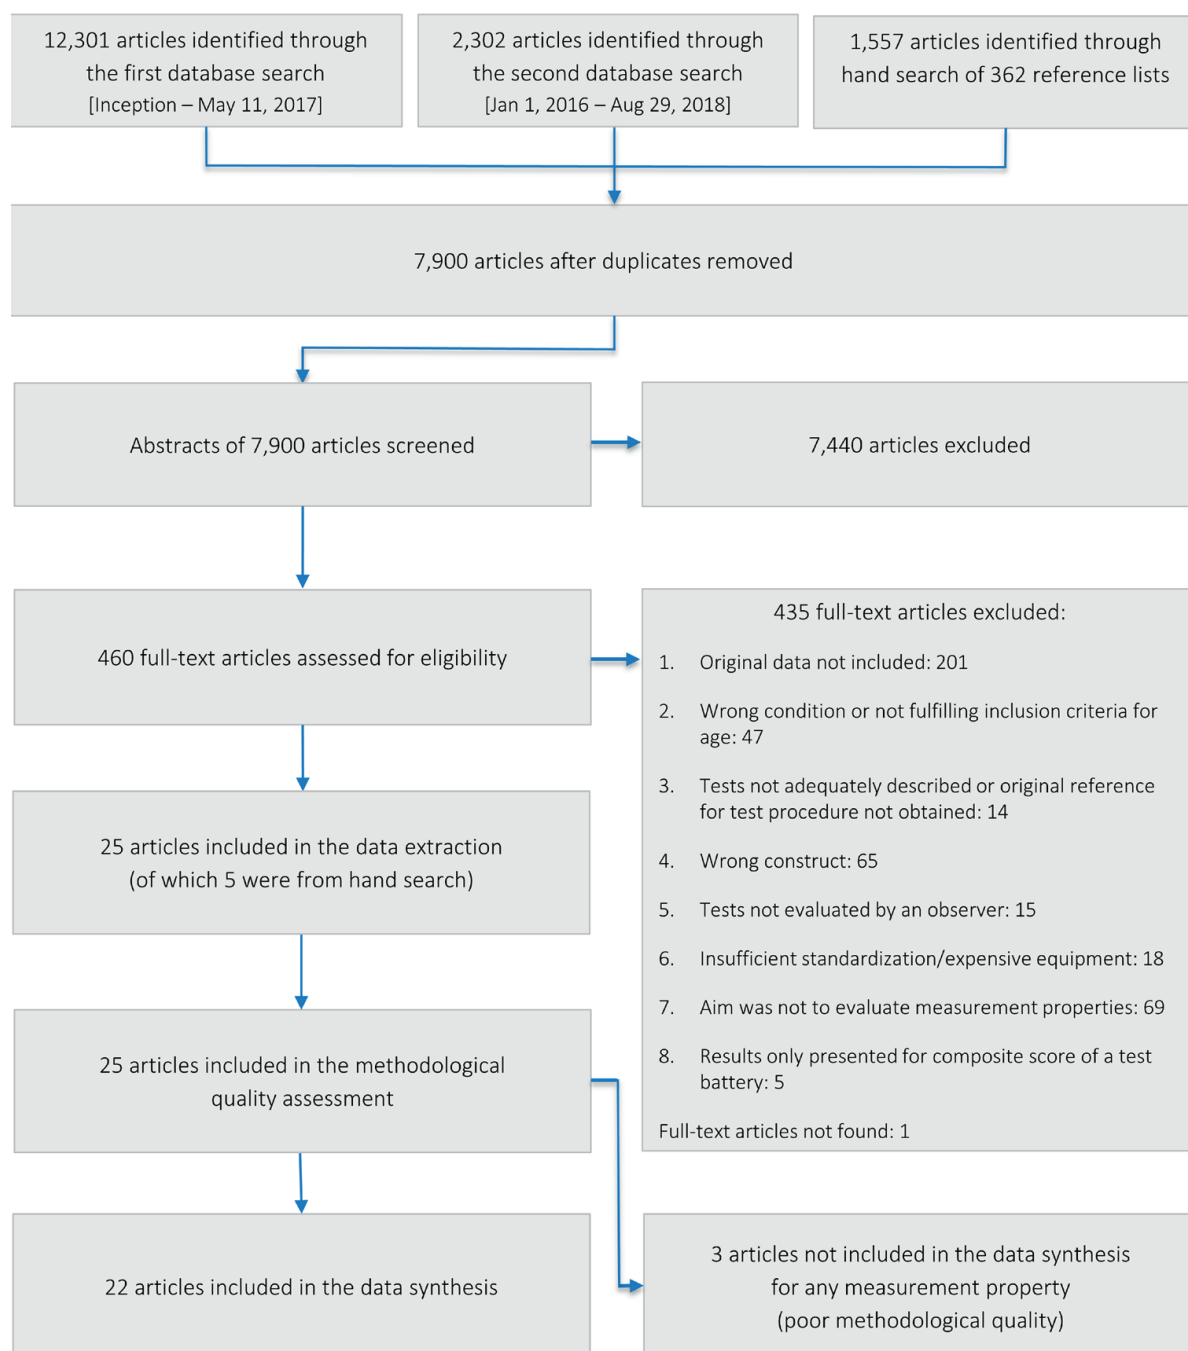 12,301 articles identified through
the first database search
[Inception – May 11, 2017]
2,302 articles identified through
the second database search
[Jan 1, 2016 – Aug 29, 2018]
1,557 articles identified through
hand search of 362 reference lists
7,900 articles after duplicates removed
Abstracts of 7,900 articles screened
7,440 articles excluded
460 full-text articles assessed for eligibility
435 full-text articles excluded:
1. Original data not included: 201
2. Wrong condition or not fulfilling inclusion criteria for
age: 47
3. Tests not adequately described or original reference
for test procedure not obtained: 14
4. Wrong construct: 65
5. Tests not evaluated by an observer: 15
6. Insufficient standardization/expensive equipment: 18
7. Aim was not to evaluate measurement properties: 69
8. Results only presented for composite score of a test
battery: 5
Full-text articles not found: 1
25 articles included in the data extraction
(of which 5 were from hand search)
25 articles included in the methodological
quality assessment
22 articles included in the data synthesis
3 articles not included in the data synthesis
for any measurement property
(poor methodological quality)